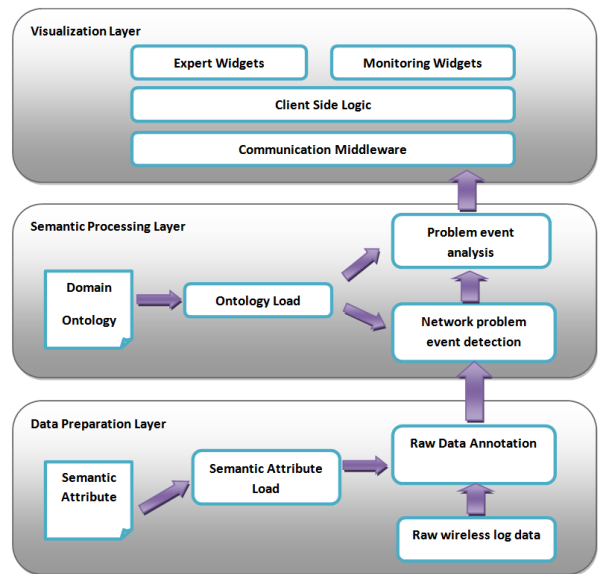 Visualization Layer
Expert Widgets
Monitoring Widgets
Client Side Logic
Communication Middleware
Semantic Processing Layer
Problem event
analysis
Domain
Ontology
Ontology Load
Network problem
event detection
Data Preparation Layer
Raw Data Annotation
Semantic
Attribute
Semantic Attribute
Load
Raw wireless log data